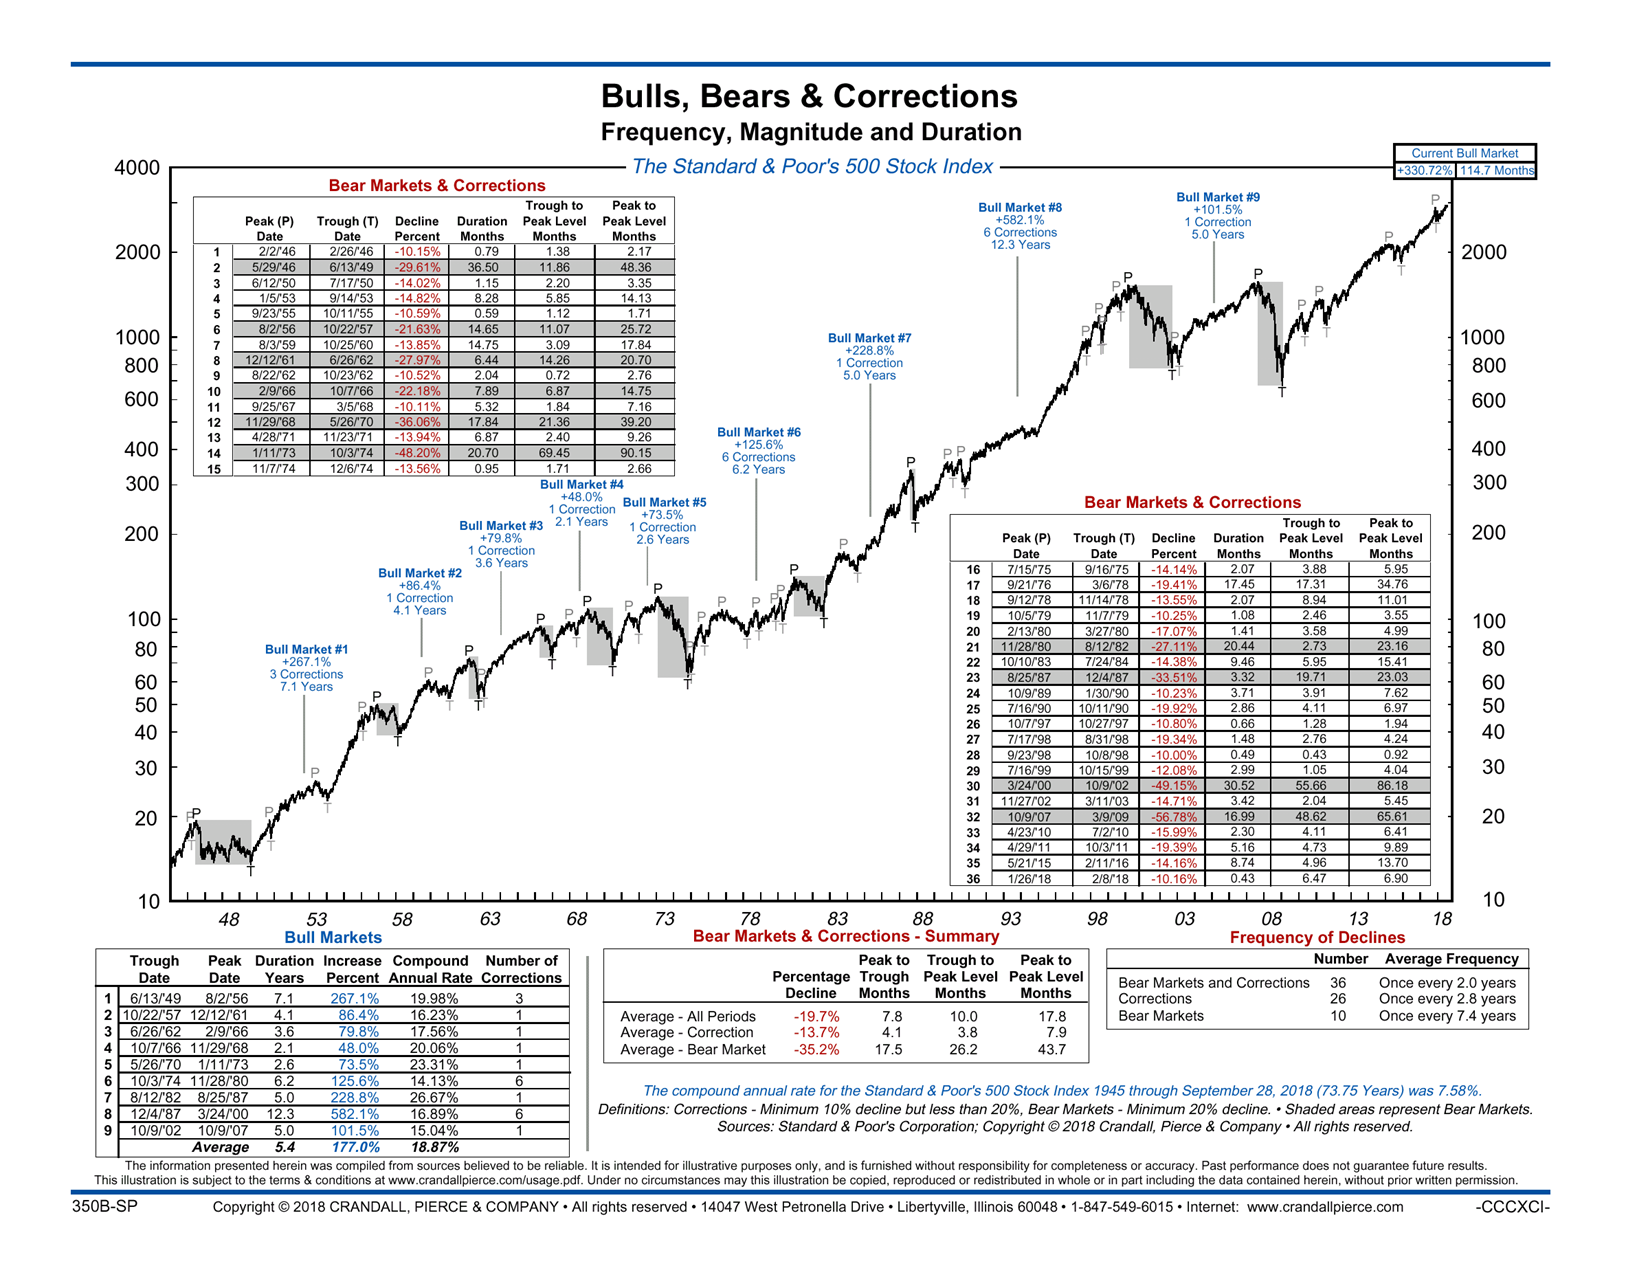 Bulls, Bears & Corrections
Frequency, Magnitude and Duration
The Standard & Poor's 500 Stock Index
Current Bull Market
+330.72% 114.7 Months
Bear Markets & Corrections
Trough to Peak to
Peak (P) Trough (T) Decline Duration Peak Level Peak Level
Date Date Percent Months Months Months
1 2/2/'46 2/26/'46 -10.15% 0.79 1.38 2.17
2 5/29/'46 6/13/'49 -29.61% 36.50 11.86 48.36
3 6/12/'50 7/17/'50 -14.02% 1.15 2.20 3.35
4 1/5/'53 9/14/'53 -14.82% 8.28 5.85 14.13
5 9/23/'55 10/11/'55 -10.59% 0.59 1.12 1.71
6 8/2/'56 10/22/'57 -21.63% 14.65 11.07 25.72
7 8/3/'59 10/25/'60 -13.85% 14.75 3.09 17.84
8 12/12/'61 6/26/'62 -27.97% 6.44 14.26 20.70
9 8/22/'62 10/23/'62 -10.52% 2.04 0.72 2.76
10 2/9/'66 10/7/'66 -22.18% 7.89 6.87 14.75
11 9/25/'67 3/5/'68 -10.11% 5.32 1.84 7.16
12 11/29/'68 5/26/'70 -36.06% 17.84 21.36 39.20
13 4/28/'71 11/23/'71 -13.94% 6.87 2.40 9.26
14 1/11/'73 10/3/'74 -48.20% 20.70 69.45 90.15
15 11/7/'74 12/6/'74 -13.56% 0.95 1.71 2.66
4000
2000
1000
800
600
400
300
200
100
80
60
50
40
30
20
10
Bull Market #1
+267.1%
3 Corrections
7.1 Years
Bull Market #2
+86.4%
1 Correction
4.1 Years
Bull Market #3
+79.8%
1 Correction
3.6 Years
Bull Market #4
+48.0%
1 Correction
2.1 Years
Bull Market #5
+73.5%
1 Correction
2.6 Years
Bull Market #6
+125.6%
6 Corrections
6.2 Years
Bull Market #7
+228.8%
1 Correction
5.0 Years
Bull Market #8
+582.1%
6 Corrections
12.3 Years
Bull Market #9
+101.5%
1 Correction
5.0 Years
2000
1000
800
600
400
300
200
100
80
60
50
40
30
20
10
Bear Markets & Corrections
Trough to Peak to
Peak (P) Trough (T) Decline Duration Peak Level Peak Level
Date Date Percent Months Months Months
16 7/15/'75 9/16/'75 -14.14% 2.07 3.88 5.95
17 9/21/'76 3/6/'78 -19.41% 17.45 17.31 34.76
18 9/12/'78 11/14/'78 -13.55% 2.07 8.94 11.01
19 10/5/'79 11/7/'79 -10.25% 1.08 2.46 3.55
20 2/13/'80 3/27/'80 -17.07% 1.41 3.58 4.99
21 11/28/'80 8/12/'82 -27.11% 20.44 2.73 23.16
22 10/10/'83 7/24/'84 -14.38% 9.46 5.95 15.41
23 8/25/'87 12/4/'87 -33.51% 3.32 19.71 23.03
24 10/9/'89 1/30/'90 -10.23% 3.71 3.91 7.62
25 7/16/'90 10/11/'90 -19.92% 2.86 4.11 6.97
26 10/7/'97 10/27/'97 -10.80% 0.66 1.28 1.94
27 7/17/'98 8/31/'98 -19.34% 1.48 2.76 4.24
28 9/23/'98 10/8/'98 -10.00% 0.49 0.43 0.92
29 7/16/'99 10/15/'99 -12.08% 2.99 1.05 4.04
30 3/24/'00 10/9/'02 -49.15% 30.52 55.66 86.18
31 11/27/'02 3/11/'03 -14.71% 3.42 2.04 5.45
32 10/9/'07 3/9/'09 -56.78% 16.99 48.62 65.61
33 4/23/'10 7/2/'10 -15.99% 2.30 4.11 6.41
34 4/29/'11 10/3/'11 -19.39% 5.16 4.73 9.89
35 5/21/'15 2/11/'16 -14.16% 8.74 4.96 13.70
36 1/26/'18 2/8/'18 -10.16% 0.43 6.47 6.90
48 53 58 63 68 73 78 83 88 93 98 03 08 13 18
Bull Markets
Trough Peak Duration Increase Compound Number of
Date Date Years Percent Annual Rate Corrections
1 6/13/'49 8/2/'56 7.1 267.1% 19.98% 3
2 10/22/'57 12/12/'61 4.1 86.4% 16.23% 1
3 6/26/'62 2/9/'66 3.6 79.8% 17.56% 1
4 10/7/'66 11/29/'68 2.1 48.0% 20.06% 1
5 5/26/'70 1/11/'73 2.6 73.5% 23.31% 1
6 10/3/'74 11/28/'80 6.2 125.6% 14.13% 6
7 8/12/'82 8/25/'87 5.0 228.8% 26.67% 1
8 12/4/'87 3/24/'00 12.3 582.1% 16.89% 6
9 10/9/'02 10/9/'07 5.0 101.5% 15.04% 1
Average 5.4 177.0% 18.87%
Bear Markets & Corrections - Summary
Peak to Trough to Peak to
Percentage Trough Peak Level Peak Level
Decline Months Months Months
Average - All Periods -19.7% 7.8 10.0 17.8
Average - Correction -13.7% 4.1 3.8 7.9
Average - Bear Market -35.2% 17.5 26.2 43.7
Frequency of Declines
Number Average Frequency
Bear Markets and Corrections 36 Once every 2.0 years
Corrections 26 Once every 2.8 years
Bear Markets 10 Once every 7.4 years
The compound annual rate for the Standard & Poor's 500 Stock Index 1945 through September 28, 2018 (73.75 Years) was 7.58%.
Definitions: Corrections - Minimum 10% decline but less than 20%, Bear Markets - Minimum 20% decline. • Shaded areas represent Bear Markets.
Sources: Standard & Poor's Corporation; Copyright © 2018 Crandall, Pierce & Company • All rights reserved.
The information presented herein was compiled from sources believed to be reliable. It is intended for illustrative purposes only, and is furnished without responsibility for completeness or accuracy. Past performance does not guarantee future results.
This illustration is subject to the terms & conditions at www.crandallpierce.com/usage.pdf. Under no circumstances may this illustration be copied, reproduced or redistributed in whole or in part including the data contained herein, without prior written permission.
350B-SP Copyright © 2018 CRANDALL, PIERCE & COMPANY • All rights reserved • 14047 West Petronella Drive • Libertyville, Illinois 60048 • 1-847-549-6015 • Internet: www.crandallpierce.com -CCCXCI-